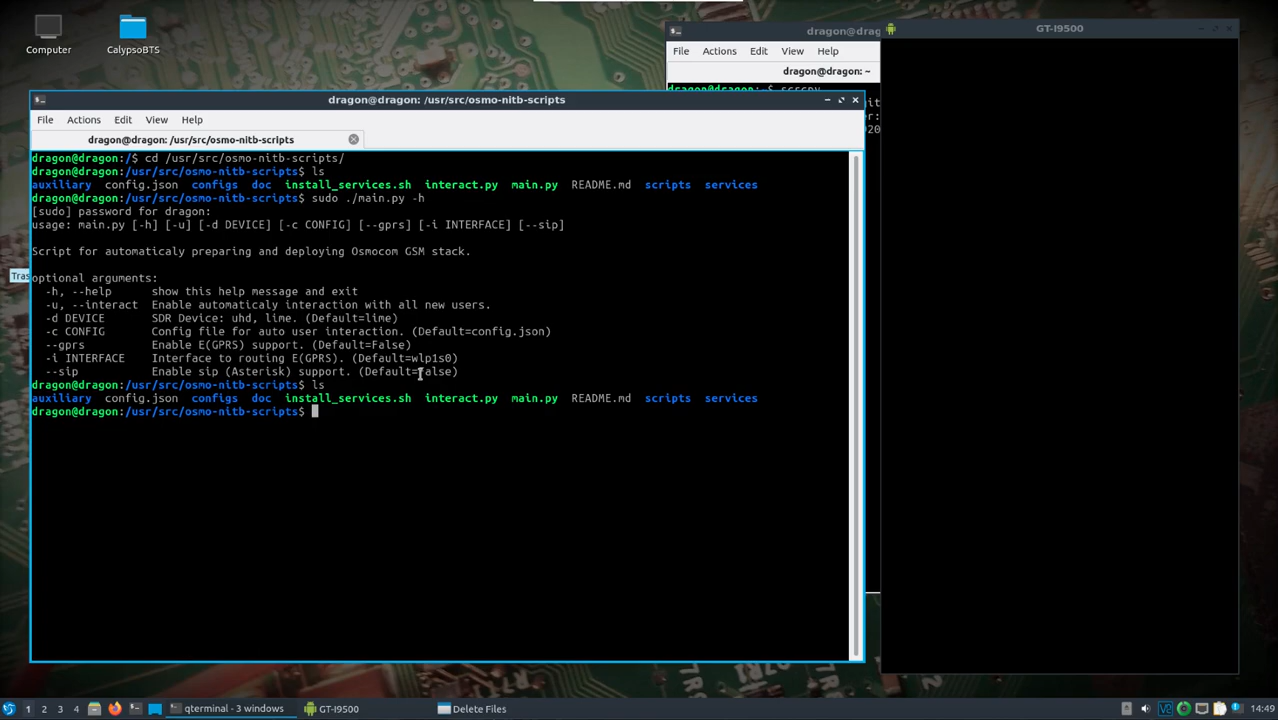 Computer
CalypsoBTS
Tras
dragon@drag
File Actions Edit View Help
dragon@dragon: ~
dragon@dragon:~$ scrcpy
GT-I9500
dragon@dragon: /usr/src/osmo-nitb-scripts
File Actions Edit View Help
dragon@dragon: /usr/src/osmo-nitb-scripts
dragon@dragon:/$ cd /usr/src/osmo-nitb-scripts/
dragon@dragon:/usr/src/osmo-nitb-scripts$ ls
auxiliary config.json configs doc install_services.sh interact.py main.py README.md scripts services
dragon@dragon:/usr/src/osmo-nitb-scripts$ sudo ./main.py -h
[sudo] password for dragon:
usage: main.py [-h] [-u] [-d DEVICE] [-c CONFIG] [--gprs] [-i INTERFACE] [--sip]
Script for automaticaly preparing and deploying Osmocom GSM stack.
optional arguments:
-h, --help show this help message and exit
-u, --interact Enable automaticaly interaction with all new users.
-d DEVICE SDR Device: uhd, lime. (Default=lime)
-c CONFIG Config file for auto user interaction. (Default=config.json)
--gprs Enable E(GPRS) support. (Default=False)
-i INTERFACE Interface to routing E(GPRS). (Default=wlp1s0)
--sip Enable sip (Asterisk) support. (Default=False)
dragon@dragon:/usr/src/osmo-nitb-scripts$ ls
auxiliary config.json configs doc install_services.sh interact.py main.py README.md scripts services
dragon@dragon:/usr/src/osmo-nitb-scripts$
it
er:
20
1 2 3 4 qterminal - 3 windows GT-I9500 Delete Files 14:49